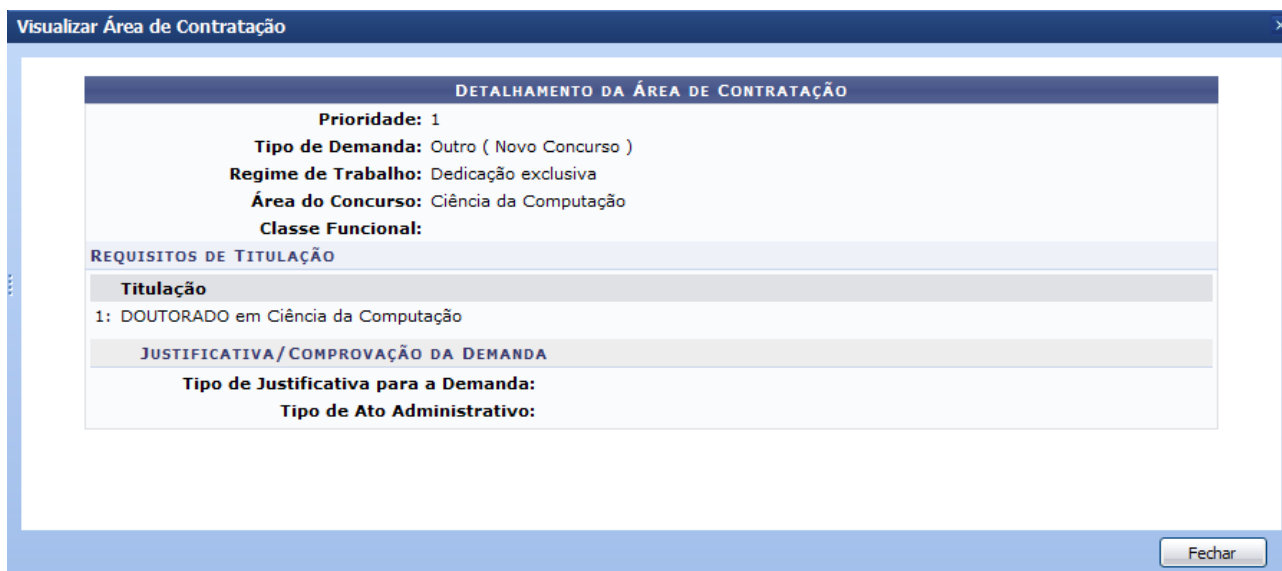 Visualizar Área de Contratação
DETALHAMENTO DA ÁREA DE CONTRATAÇÃO
Prioridade: 1
Tipo de Demanda: Outro ( Novo Concurso )
Regime de Trabalho: Dedicação exclusiva
Área do Concurso: Ciência da Computação
Classe Funcional:
REQUISITOS DE TITULAÇÃO
Titulação
1: DOUTORADO em Ciência da Computação
JUSTIFICATIVA/COMPROVAÇÃO DA DEMANDA
Tipo de Justificativa para a Demanda:
Tipo de Ato Administrativo:
Fechar